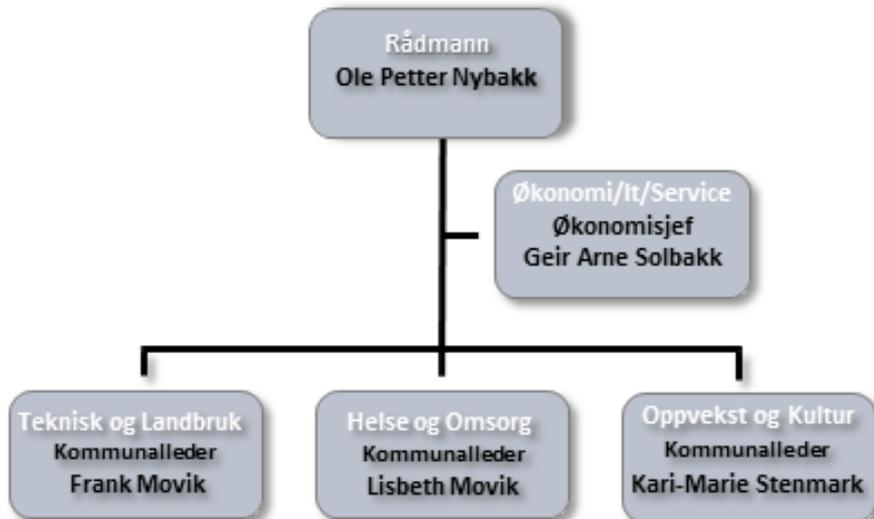 Rådmann
Ole Petter Nybakk
Økonomi/It/Service
Økonomisjef
Geir Arne Solbakk
Teknisk og Landbruk
Kommunalleder
Frank Movik
Helse og Omsorg
Kommunalleder
Lisbeth Movik
Oppvekst og Kultur
Kommunalleder
Kari-Marie Stenmark